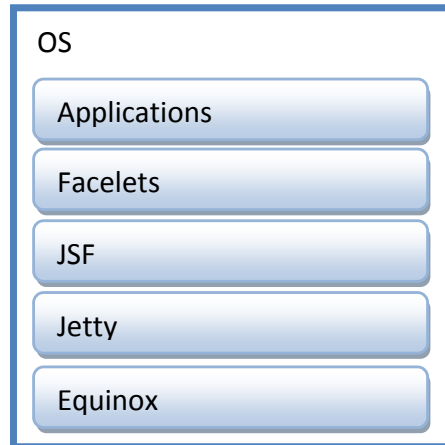 OS
Applications
Facelets
JSF
Jetty
Equinox